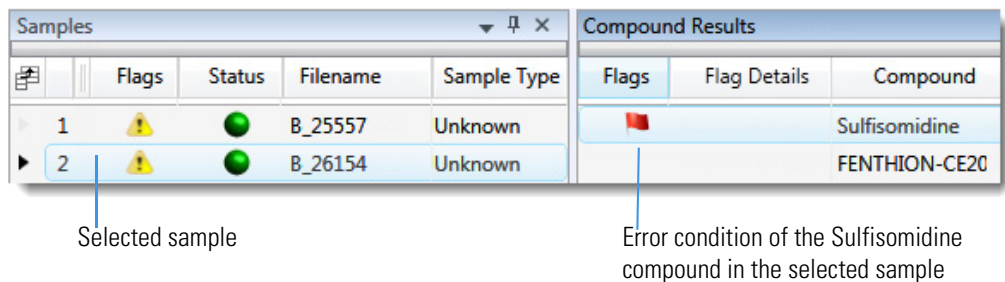 Samples
Compound Results
Flags Status Filename Sample Type
Flags Flag Details Compound
1 B_25557 Unknown
Sulfisomidine
2 B_26154 Unknown
FENTHION-CE20
Selected sample
Error condition of the Sulfisomidine
compound in the selected sample